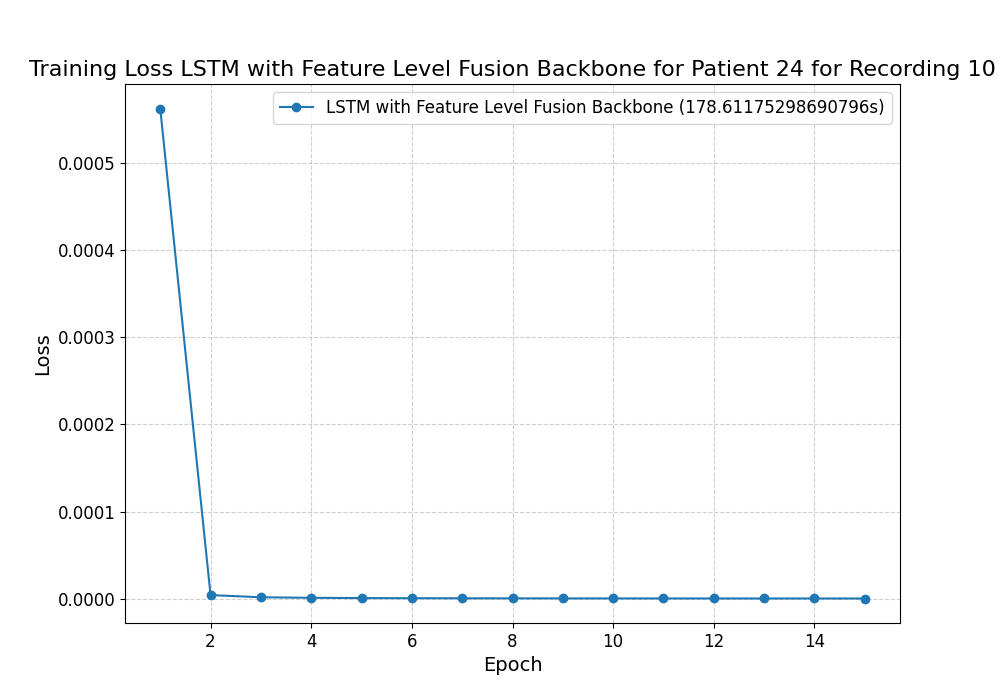 Training Loss LSTM with Feature Level Fusion Backbone for Patient 24 for Recording 10
LSTM with Feature Level Fusion Backbone (178.61175298690796s)
0.0005
0.0004
0.0003
0.0002
0.0001
0.0000
Loss
2 4 6 8 10 12 14
Epoch